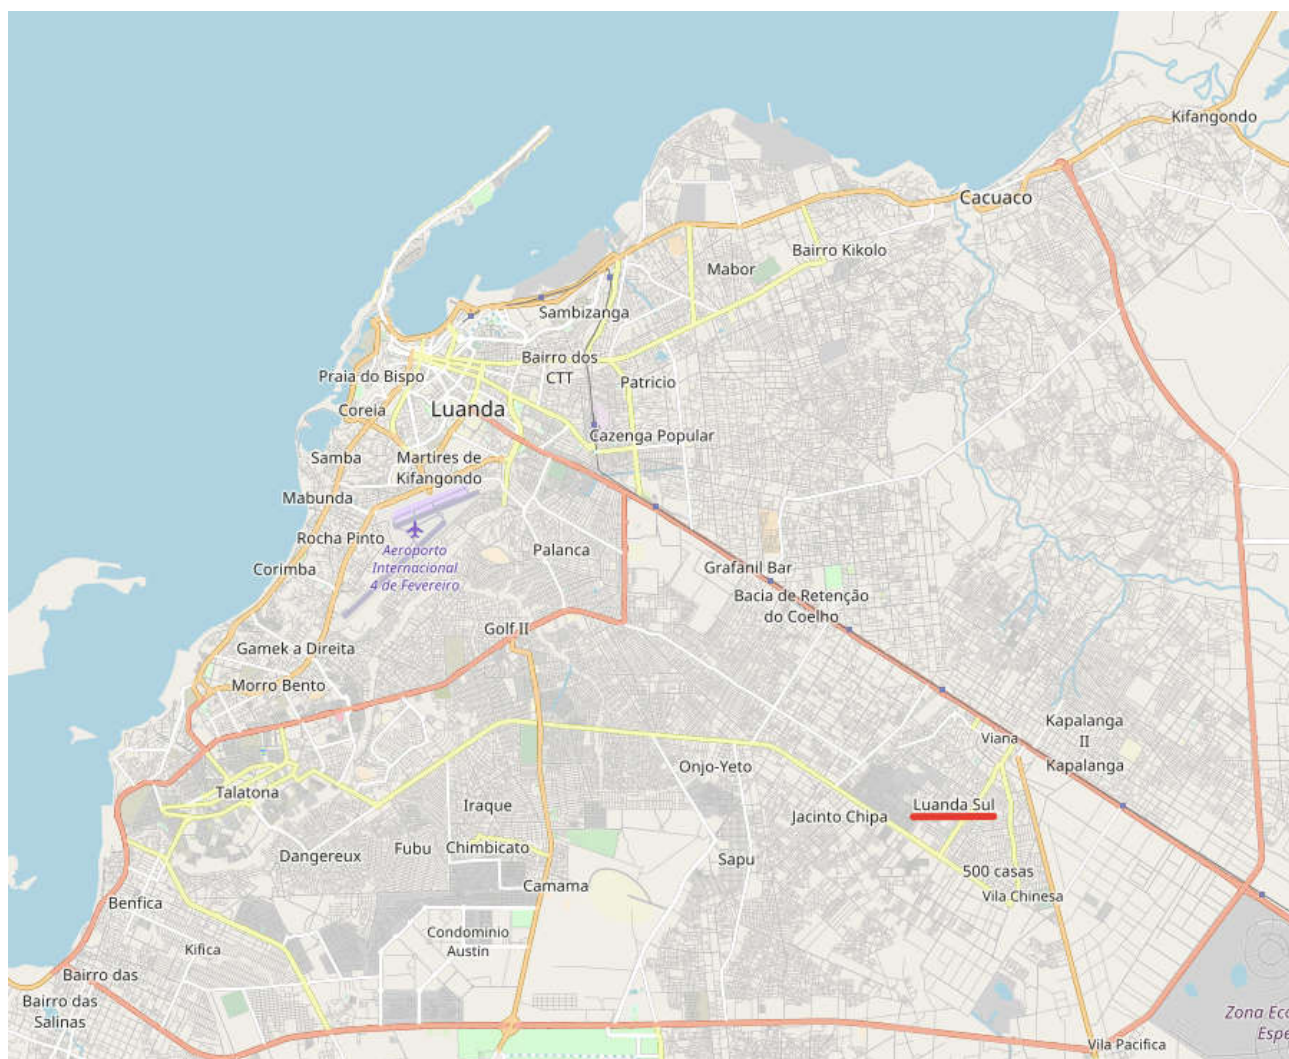 Kifangondo
Cacuaco
Bairro Kikolo
Mabor
Sambizanga
Bairro dos
CTT
Praia do Bispo
Patricio
Coreia
Luanda
Cazenga Popular
Samba
Martires de
Kifangondo
Mabunda
Rocha Pinto
Aeroporto
Internacional
4 de Fevereiro
Palanca
Corimba
Grafanil Bar
Bacia de Retenção
do Coelho
Golf II
Gamek a Direita
Morro Bento
Kapalanga
II
Viana
Kapalanga
Onjo-Yeto
Talatona
Iraque
Luanda Sul
Jacinto Chipa
Dangereux
Fubu
Chimbicato
Sapu
500 casas
Camama
Vila Chinesa
Benfica
Condominio
Austin
Kifica
Bairro das
Bairro das
Salinas
Zona Eco
Espe
Vila Pacifica